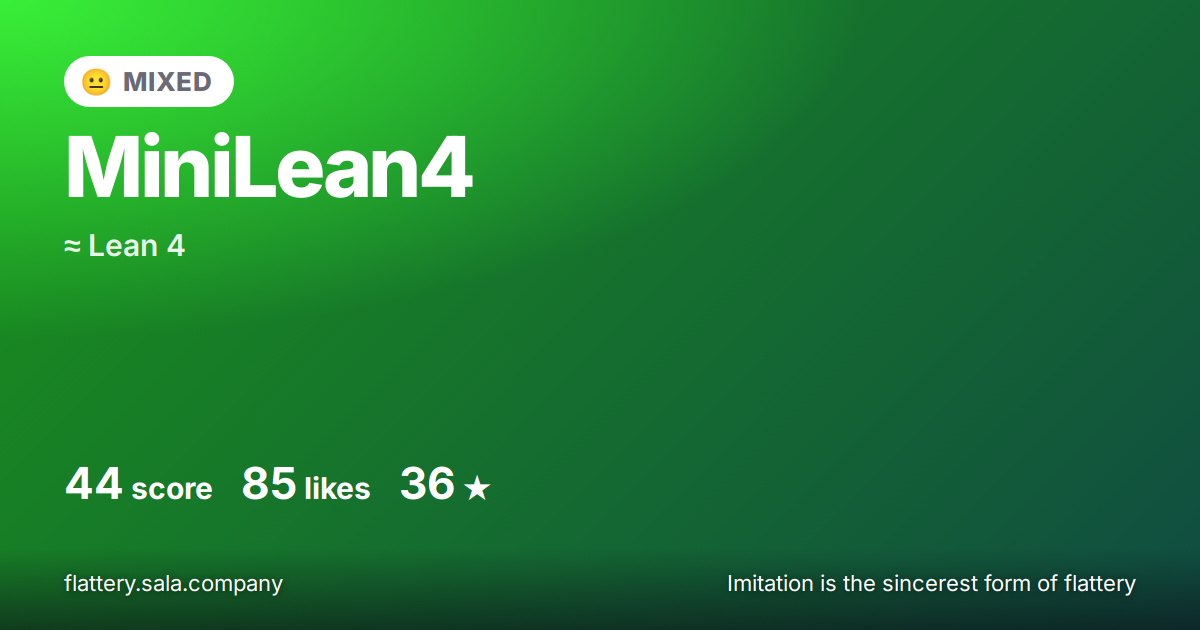 😐 MIXED
MiniLean4
≈ Lean 4
44 score 85 likes 36 ★
flattery.sala.company
Imitation is the sincerest form of flattery